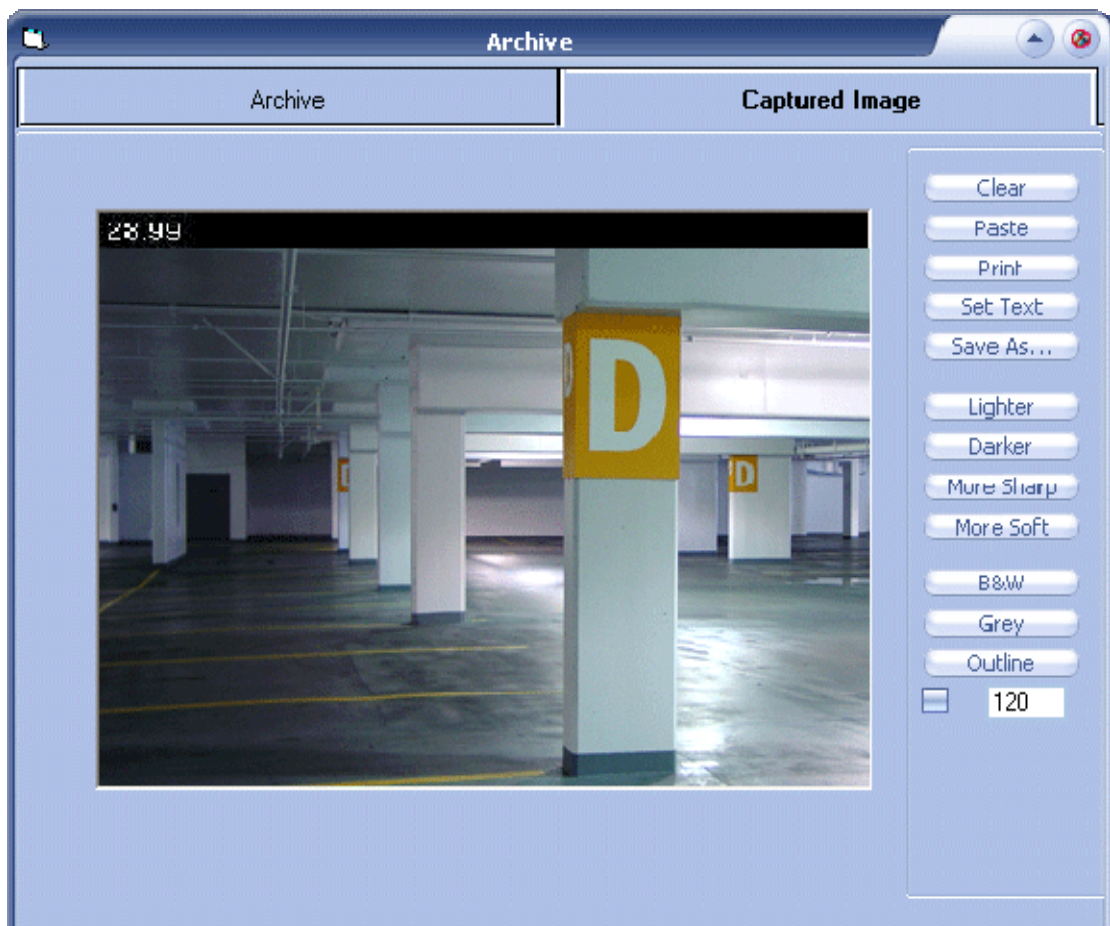 Archive
Archive
Captured Image
28.99
D
D
D
Clear
Paste
Print
Set Text
Save As...
Lighter
Darker
More Sharp
More Soft
B&W
Grey
Outline
120